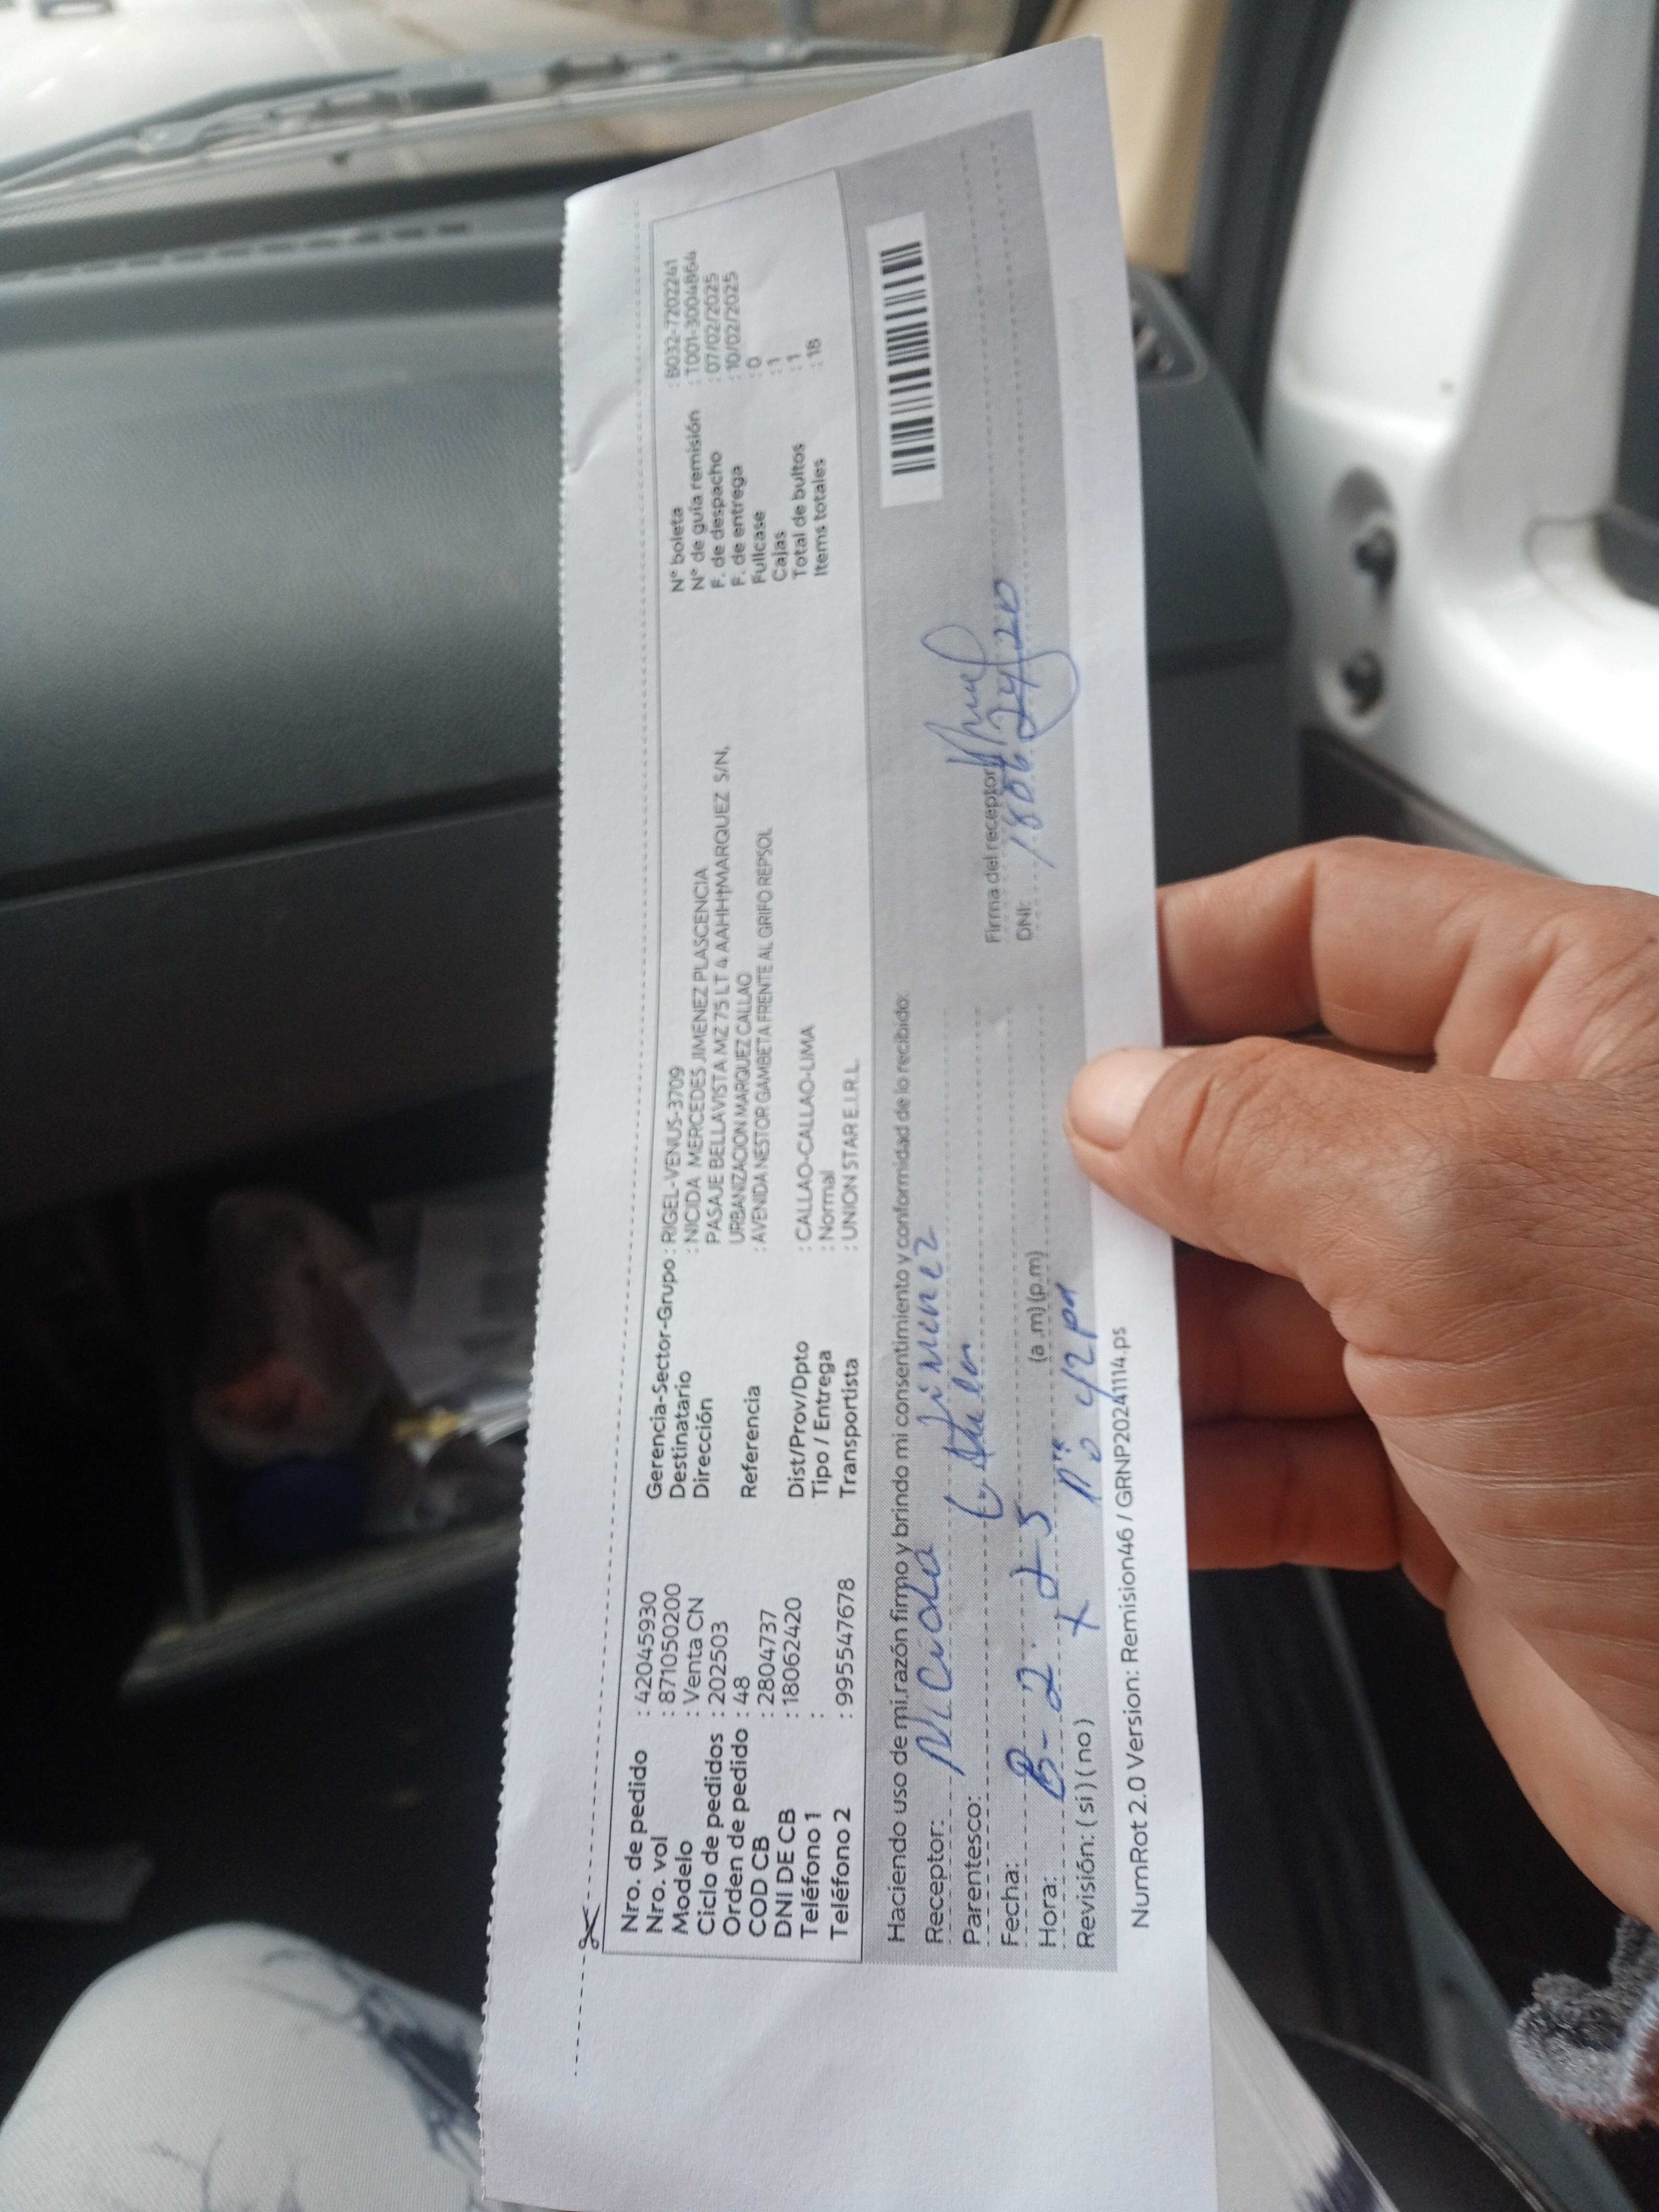 Nro. de pedido : 42045930
Nro. vol : 871050200
Modelo : Venta CN
Ciclo de pedidos : 202503
Orden de pedido : 48
COD CB : 2804737
DNI DE CB : 18062420
Teléfono 1 :
Teléfono 2 : 995547678
Gerencia-Sector-Grupo : RIGEL-VENUS-3709
Destinatario : NICIDA MERCEDES JIMENEZ PLASCENCIA
Dirección PASAJE BELLAVISTA MZ 75 LT 4 AAHH MARQUEZ S/N,
URBANIZACION MARQUEZ CALLAO
Referencia : AVENIDA NESTOR GAMBETA FRENTE AL GRIFO REPSOL
Dist/Prov/Dpto : CALLAO-CALLAO-LIMA
Tipo / Entrega : Normal
Transportista : UNION STAR E.I.R.L.
N° boleta : B032-7202241
N° de guía remisión : T001-3004864
F. de despacho : 07/02/2025
F. de entrega : 10/02/2025
Fullcase : 0
Cajas : 1
Total de bultos : 1
Items totales : 18
Haciendo uso de mi razón firmo y brindo mi consentimiento y conformidad de lo recibido:
Receptor: Jimenez
Parentesco:
Fecha:
Hora: (a .m) (p.m)
Revisión: ( si ) ( no )
Firma del receptor:
DNI: 18062420
NumRot 2.0 Version: Remision46 / GRNP20241114.ps